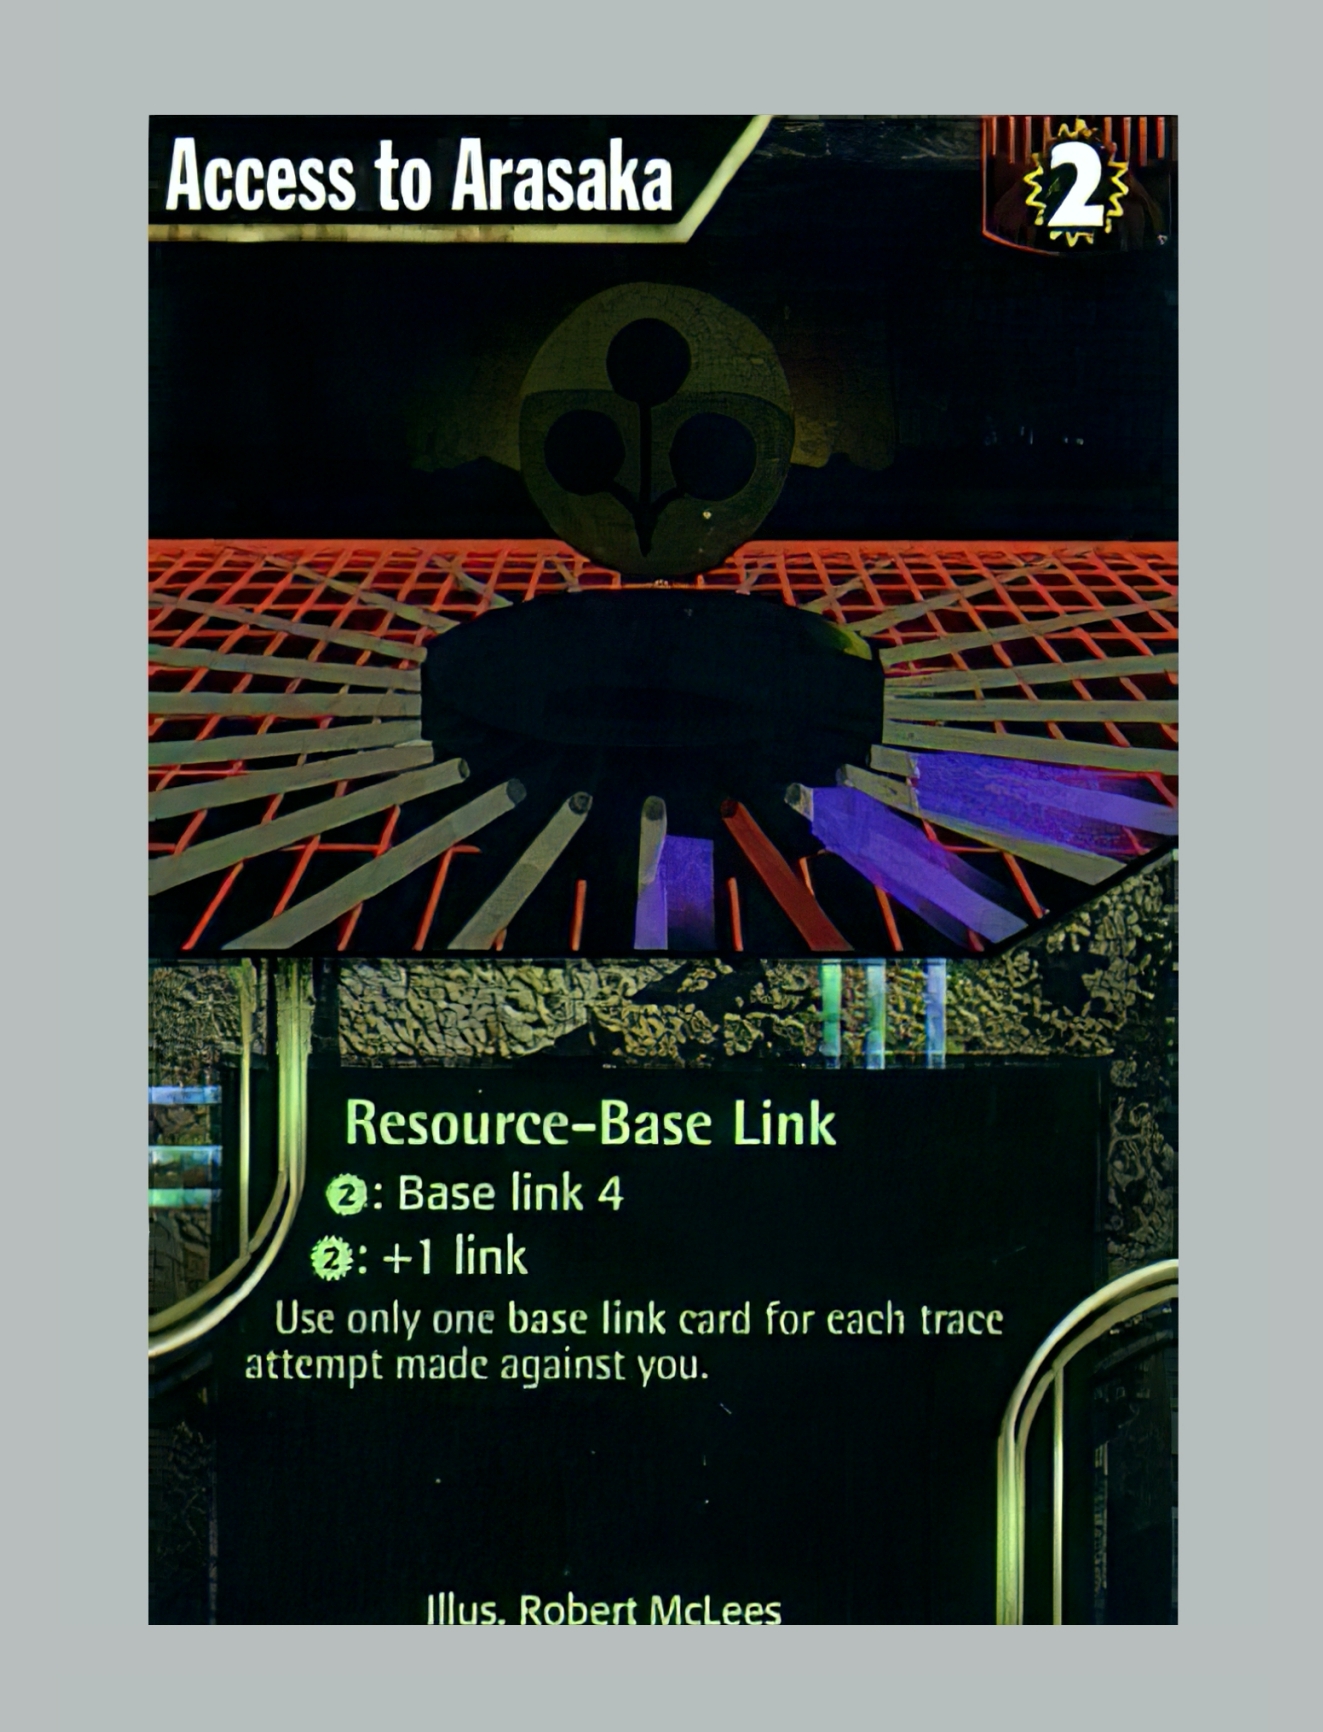 Access to Arasaka
2
Resource-Base Link
2: Base link 4
2: +1 link
Use only one base link card for each trace
attempt made against you.
Illus. Robert McLees